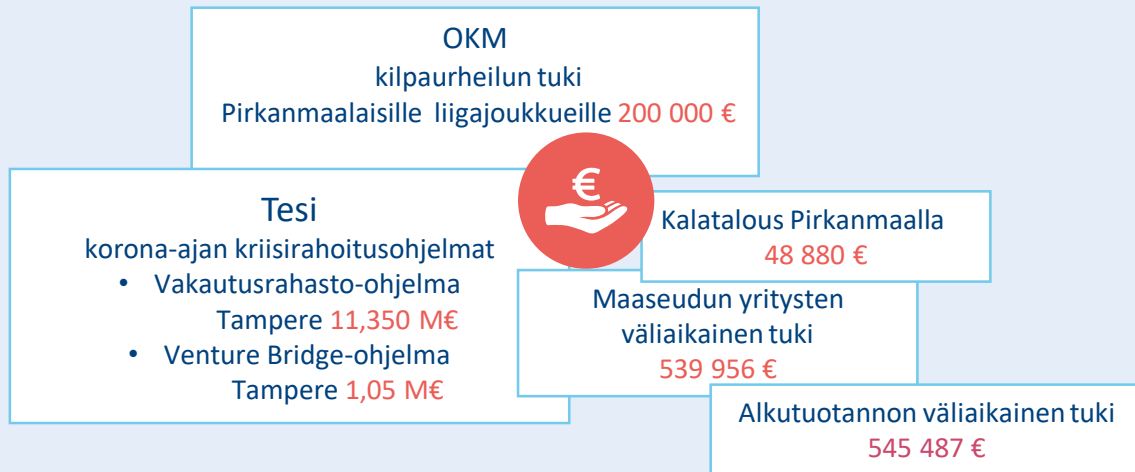 OKM
kilpaurheilun tuki
Pirkanmaalaisille liigajoukkueille 200 000 €
€
Tesi
korona-ajan kriisirahoitusohjelmat
• Vakautusrahasto-ohjelma
Tampere 11,350 M€
• Venture Bridge-ohjelma
Tampere 1,05 M€
Kalatalous Pirkanmaalla
48 880 €
Maaseudun yritysten
väliaikainen tuki
539 956 €
Alkutuotannon väliaikainen tuki
545 487 €